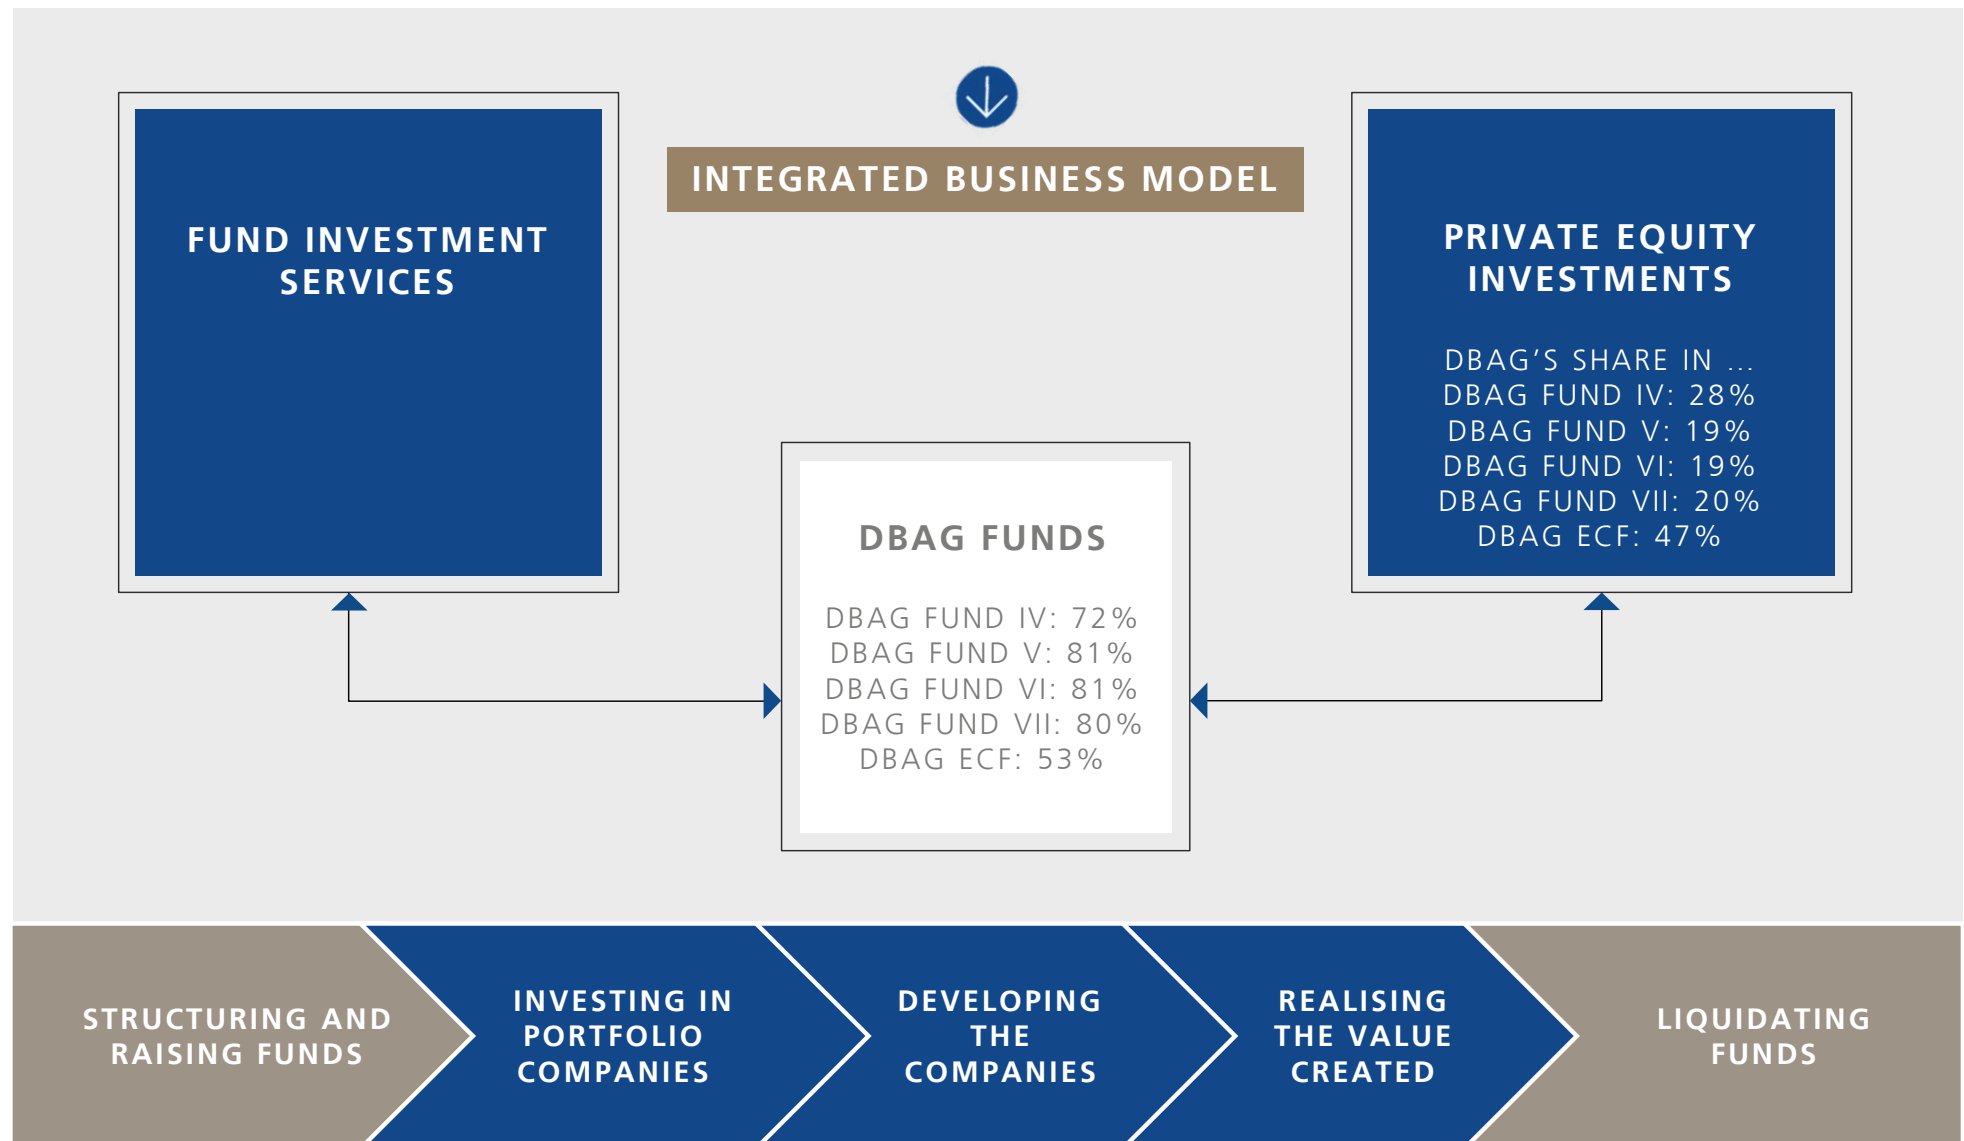 INTEGRATED BUSINESS MODEL
FUND INVESTMENT
SERVICES
PRIVATE EQUITY
INVESTMENTS
DBAG’S SHARE IN ...
DBAG FUND IV: 28%
DBAG FUND V: 19%
DBAG FUND VI: 19%
DBAG FUND VII: 20%
DBAG ECF: 47%
DBAG FUNDS
DBAG FUND IV: 72%
DBAG FUND V: 81%
DBAG FUND VI: 81%
DBAG FUND VII: 80%
DBAG ECF: 53%
STRUCTURING AND
RAISING FUNDS
INVESTING IN
PORTFOLIO
COMPANIES
DEVELOPING
THE
COMPANIES
REALISING
THE VALUE
CREATED
LIQUIDATING
FUNDS